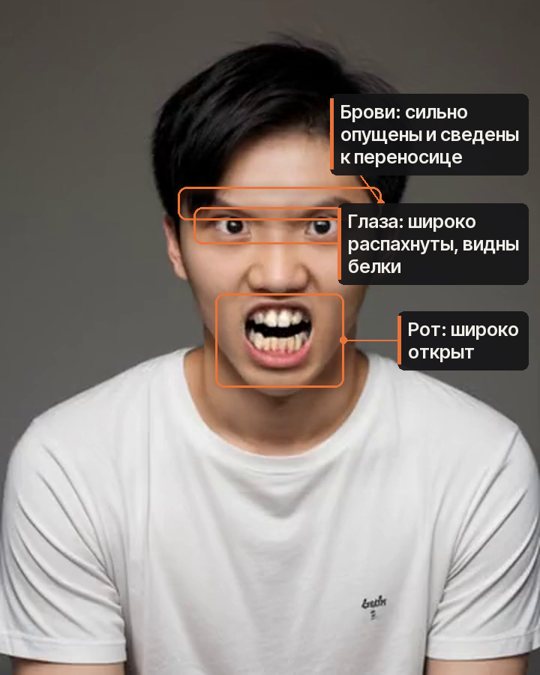 Брови: сильно
опущены и сведены
к переносице
Глаза: широко
распахнуты, видны
белки
Рот: широко
открыт